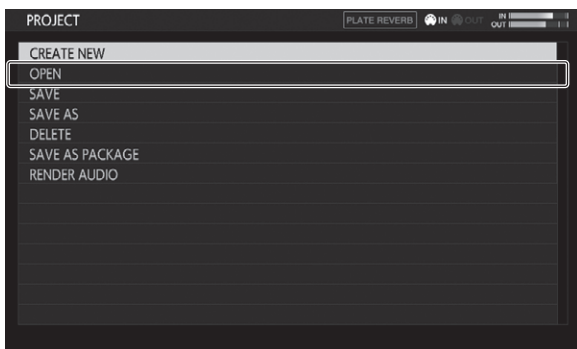 PROJECT PLATE REVERB IN OUT IN
OUT
CREATE NEW
OPEN
SAVE
SAVE AS
DELETE
SAVE AS PACKAGE
RENDER AUDIO